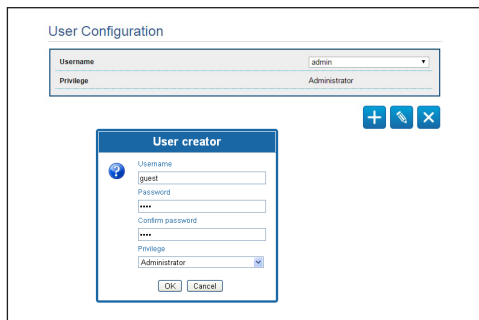 User Configuration
Username admin
Privilege Administrator
User creator
Username
guest
Password
••••
Confirm password
••••
Privilege
Administrator
OK Cancel